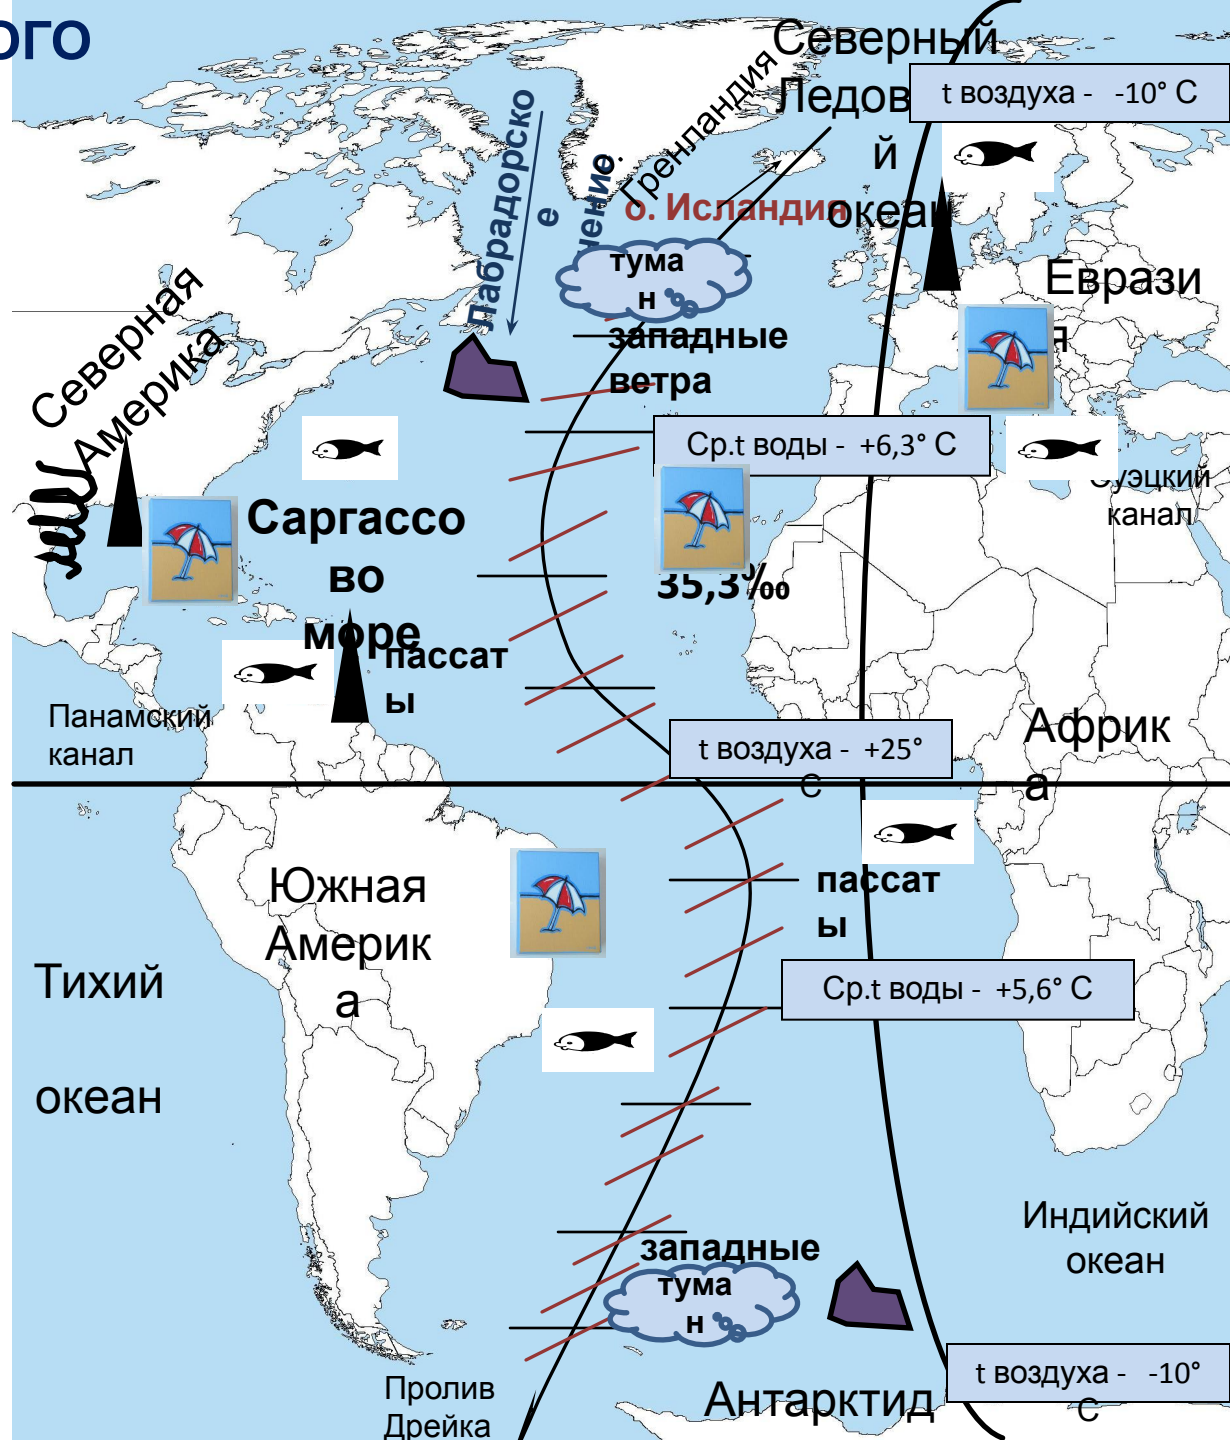 ого
Северный
Ледов
й
океан
t воздуха - -10° C
о.
Гренландия
Лабрадорско
е
о. Исландия
тума
н
западные
ветра
Еврази
я
Северная
Америка
Ср.t воды - +6,3° C
Суэцкий
канал
Саргассо
во
море
35,3‰
пассат
ы
Панамский
канал
t воздуха - +25°
С
Африк
а
Южная
Америк
а
пассат
ы
Тихий
океан
Ср.t воды - +5,6° C
Индийский
океан
западные
тума
н
t воздуха - -10°
С
Пролив
Дрейка
Антарктид